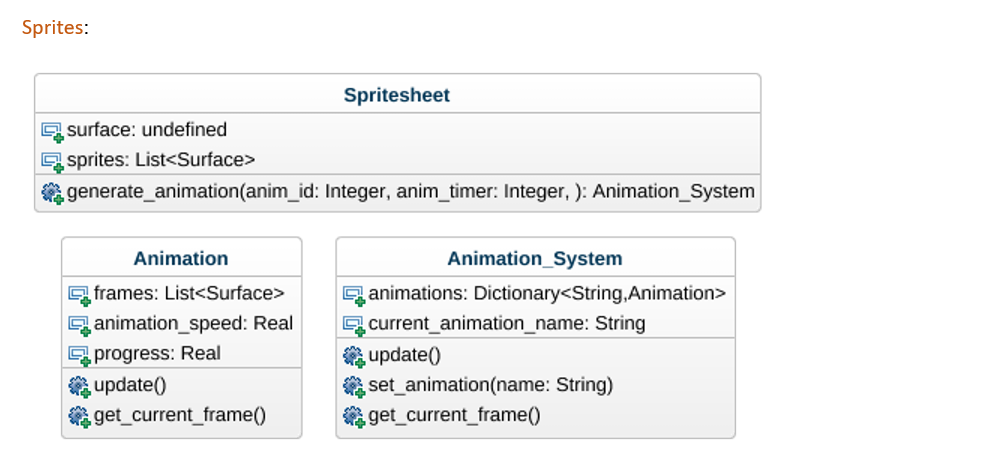 Sprites:
Spritesheet
surface: undefined
sprites: List<Surface>
generate_animation(anim_id: Integer, anim_timer: Integer, ): Animation_System
Animation
frames: List<Surface>
animation_speed: Real
progress: Real
update()
get_current_frame()
Animation_System
animations: Dictionary<String,Animation>
current_animation_name: String
update()
set_animation(name: String)
get_current_frame()